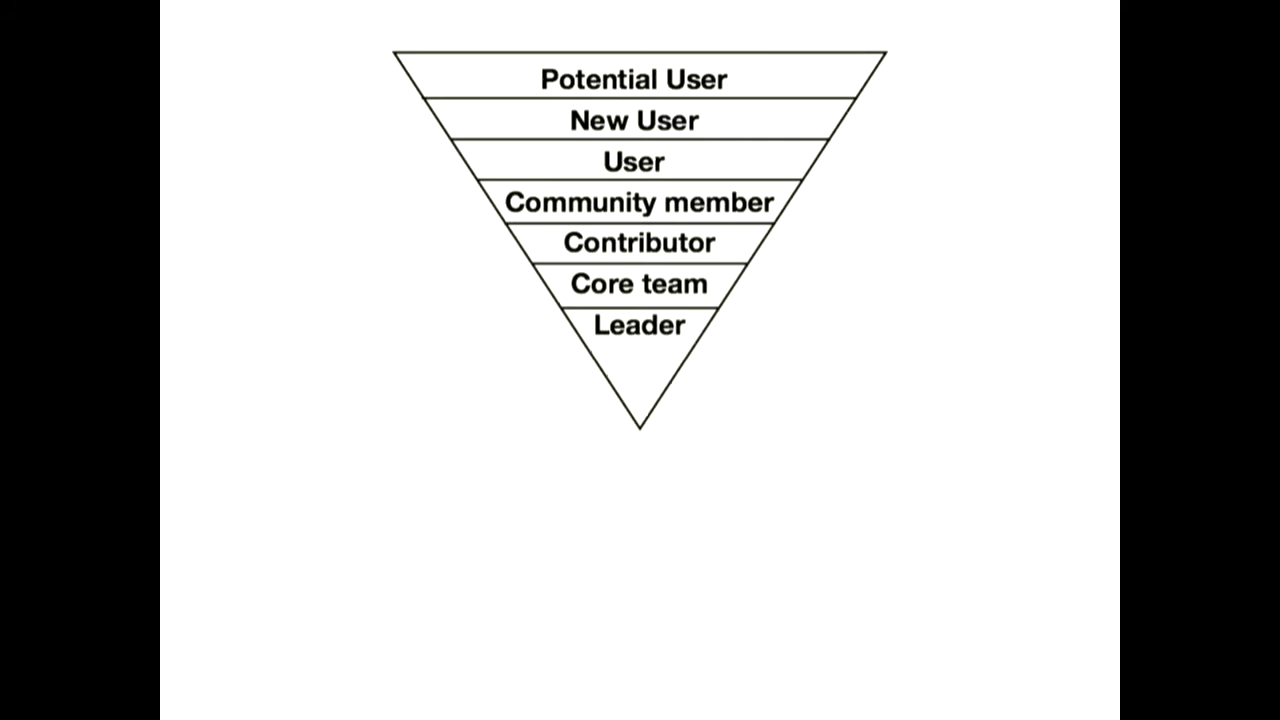 Potential User
New User
User
Community member
Contributor
Core team
Leader